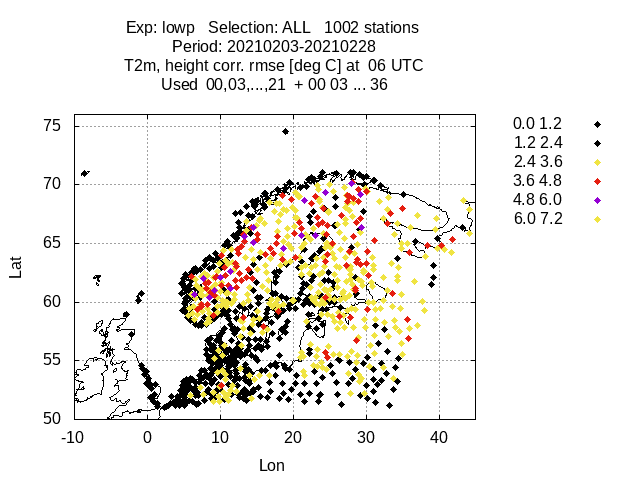 Exp: lowp   Selection: ALL   1002 stations
Period: 20210203-20210228
T2m, height corr. rmse [deg C] at  06 UTC
Used  00,03,...,21  + 00 03 ... 36
75
70
65
60
55
50
Lat
-10 0 10 20 30 40
Lon
0.0 1.2
1.2 2.4
2.4 3.6
3.6 4.8
4.8 6.0
6.0 7.2